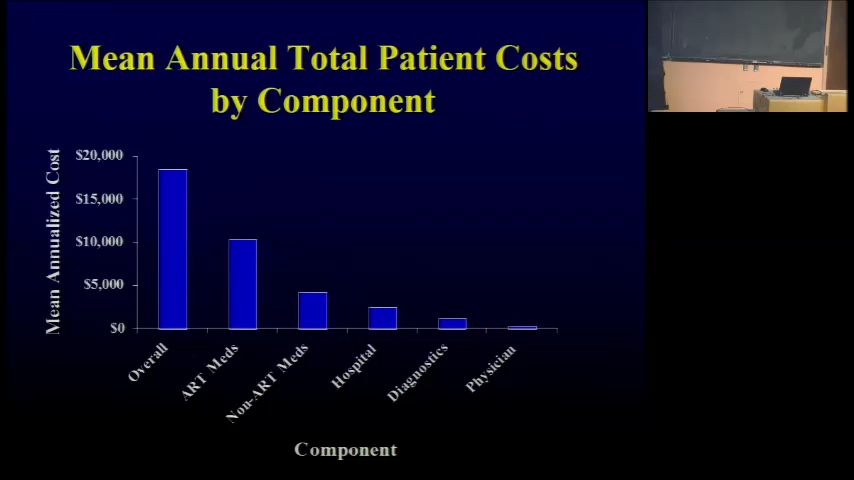 Mean Annual Total Patient Costs
by Component
Mean Annualized Cost
$20,000
$15,000
$10,000
$5,000
$0
Overall
ART Meds
Non-ART Meds
Hospital
Diagnostics
Physician
Component